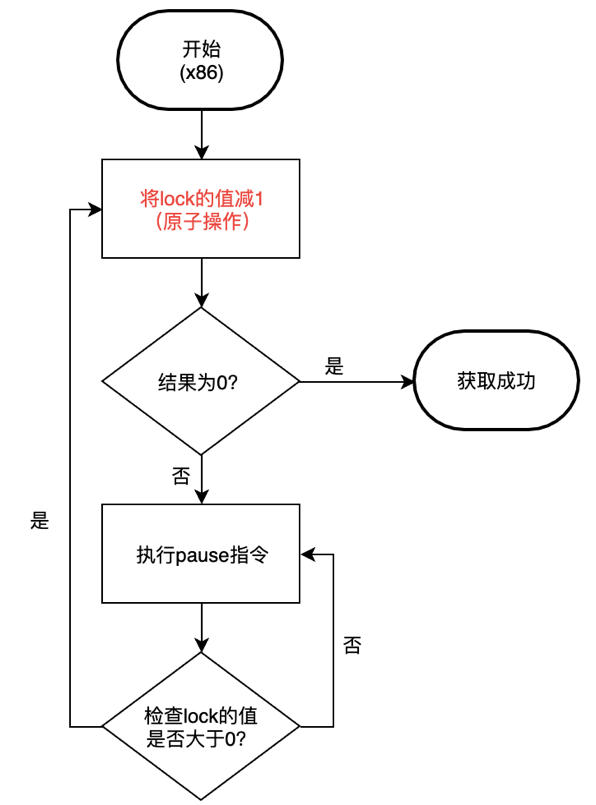 开始
(x86)
将lock的值减1
（原子操作）
结果为0?
是
获取成功
否
是
执行pause指令
否
检查lock的值
是否大于0?